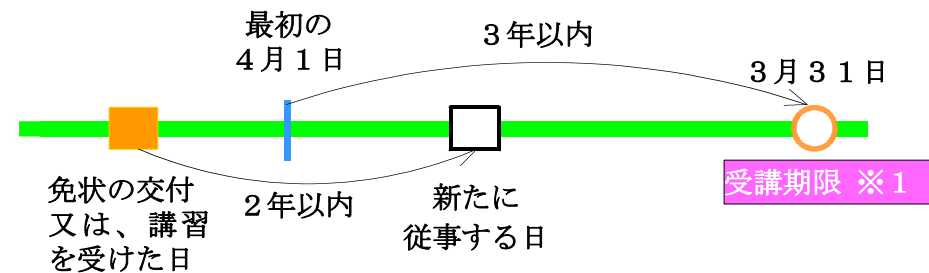 最初の
４月１日
３年以内
３月３１日
免状の交付
又は、講習
を受けた日
２年以内
新たに
従事する日
受講期限 ※１